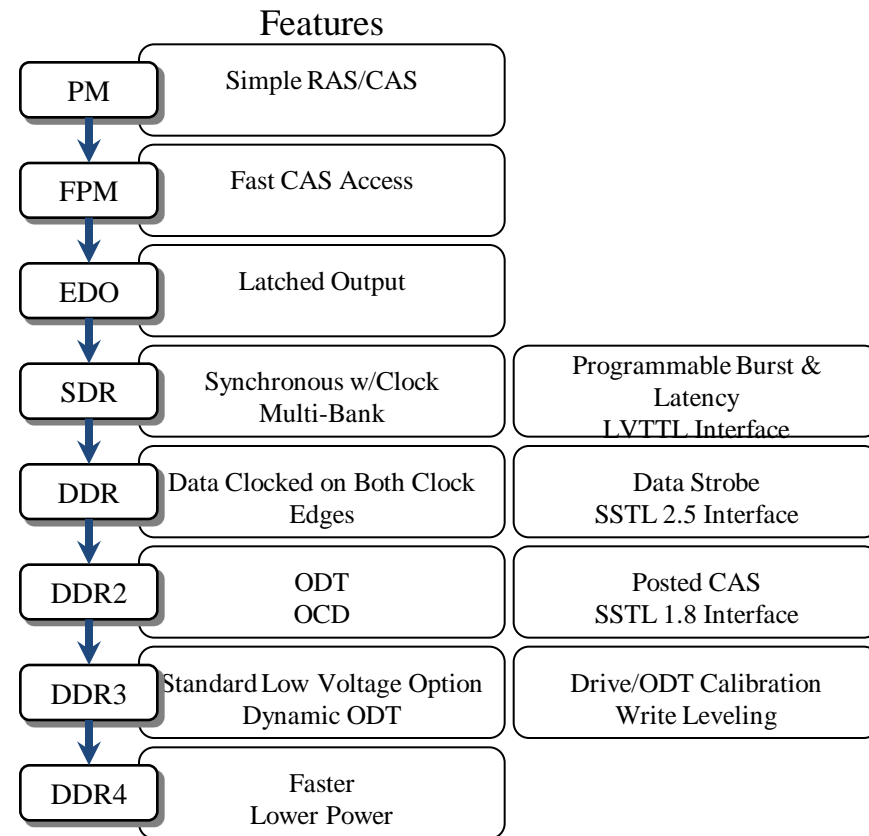 Features
PM
Simple RAS/CAS
FPM
Fast CAS Access
EDO
Latched Output
SDR
Synchronous w/Clock
Multi-Bank
Programmable Burst &
Latency
LVTTL Interface
DDR
Data Clocked on Both Clock
Edges
Data Strobe
SSTL 2.5 Interface
DDR2
ODT
OCD
Posted CAS
SSTL 1.8 Interface
DDR3
Standard Low Voltage Option
Dynamic ODT
Drive/ODT Calibration
Write Leveling
DDR4
Faster
Lower Power